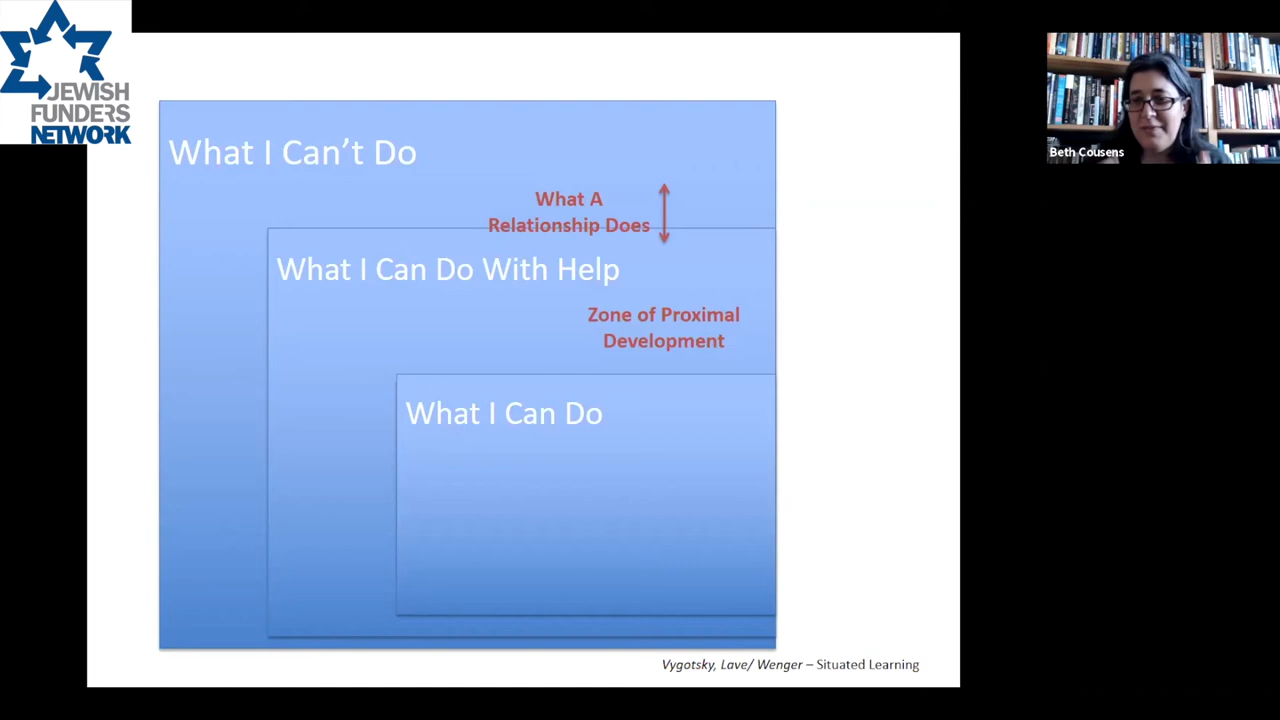 JEWISH
FUNDERS
NETWORK
What I Can’t Do
What A
Relationship Does
What I Can Do With Help
Zone of Proximal
Development
What I Can Do
Vygotsky, Lave/ Wenger – Situated Learning
Beth Cousens